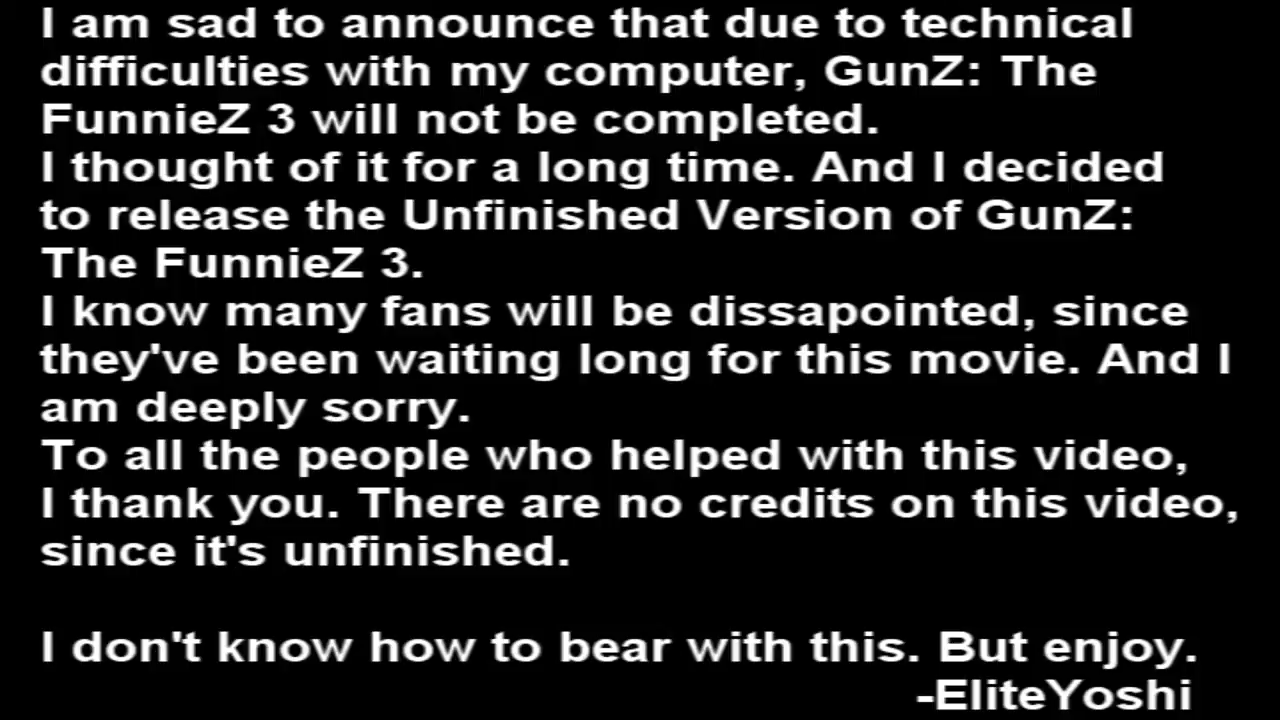 I am sad to announce that due to technical
difficulties with my computer, GunZ: The
FunnieZ 3 will not be completed.
I thought of it for a long time. And I decided
to release the Unfinished Version of GunZ:
The FunnieZ 3.
I know many fans will be dissapointed, since
they've been waiting long for this movie. And I
am deeply sorry.
To all the people who helped with this video,
I thank you. There are no credits on this video,
since it's unfinished.
I don't know how to bear with this. But enjoy.
-EliteYoshi